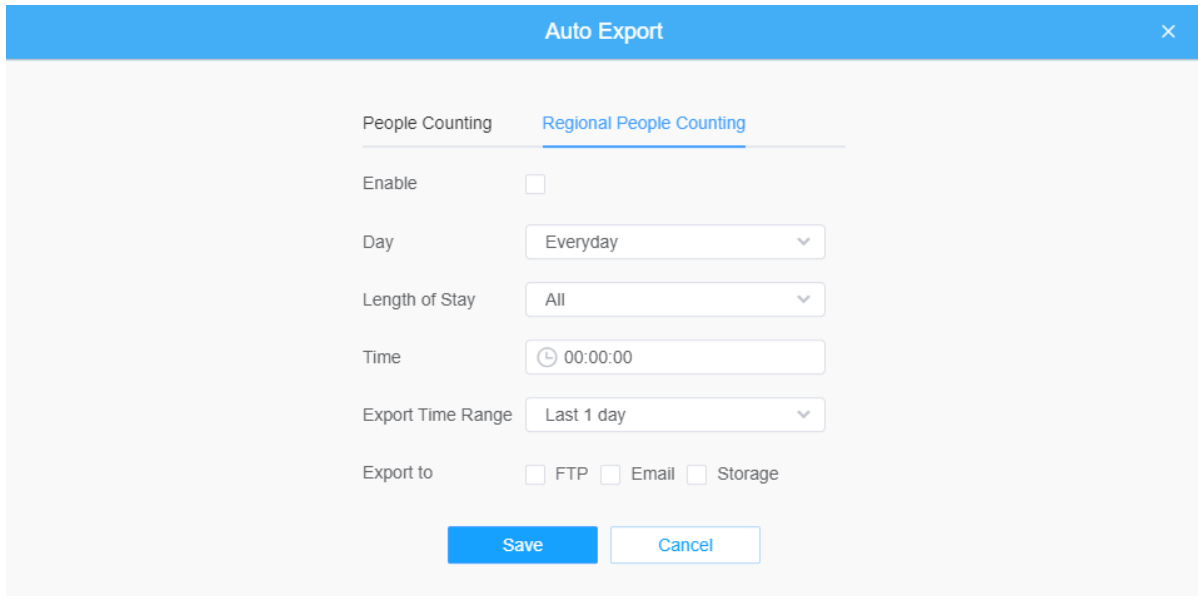 Auto Export
People Counting Regional People Counting
Enable
Day Everyday
Length of Stay All
Time 00:00:00
Export Time Range Last 1 day
Export to FTP Email Storage
Save Cancel